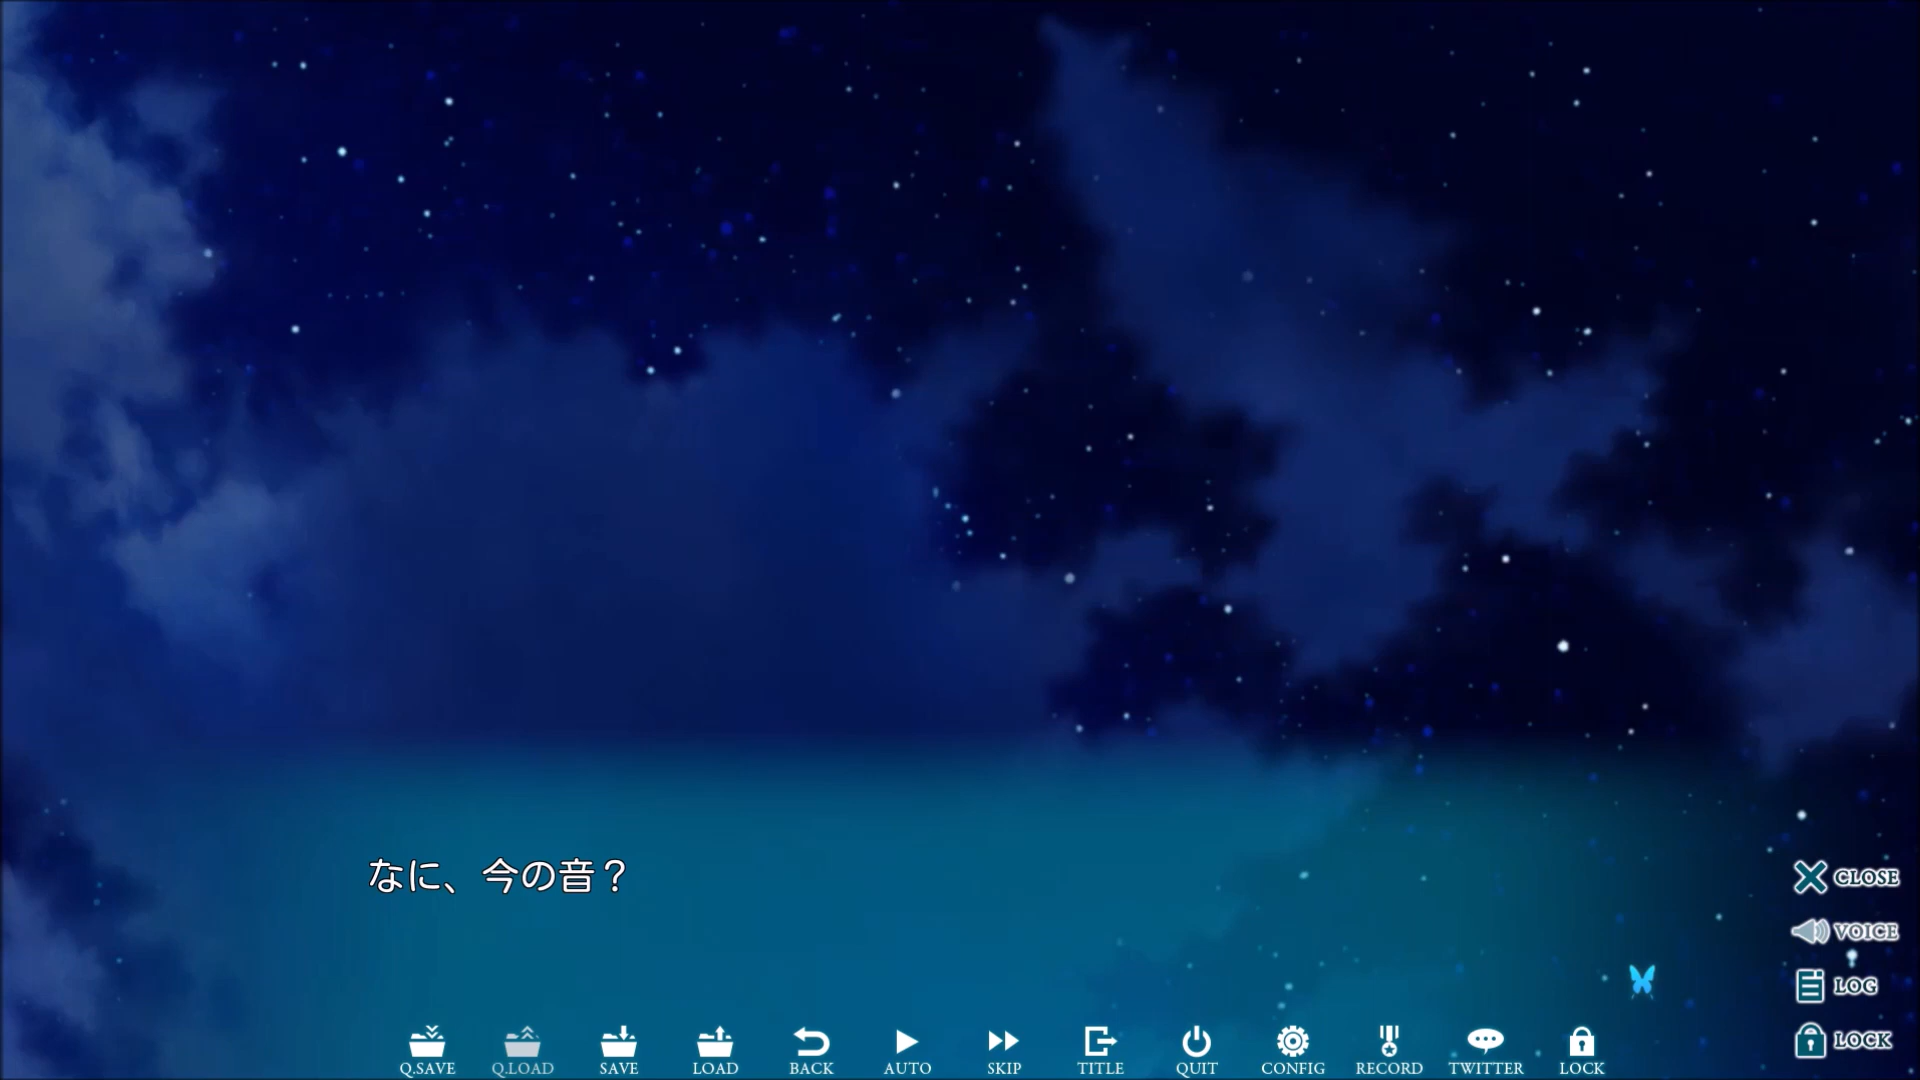 なに、今の音？
CLOSE
VOICE
LOG
LOCK
Q.SAVE Q.LOAD SAVE LOAD BACK AUTO SKIP TITLE QUIT CONFIG RECORD TWITTER LOCK